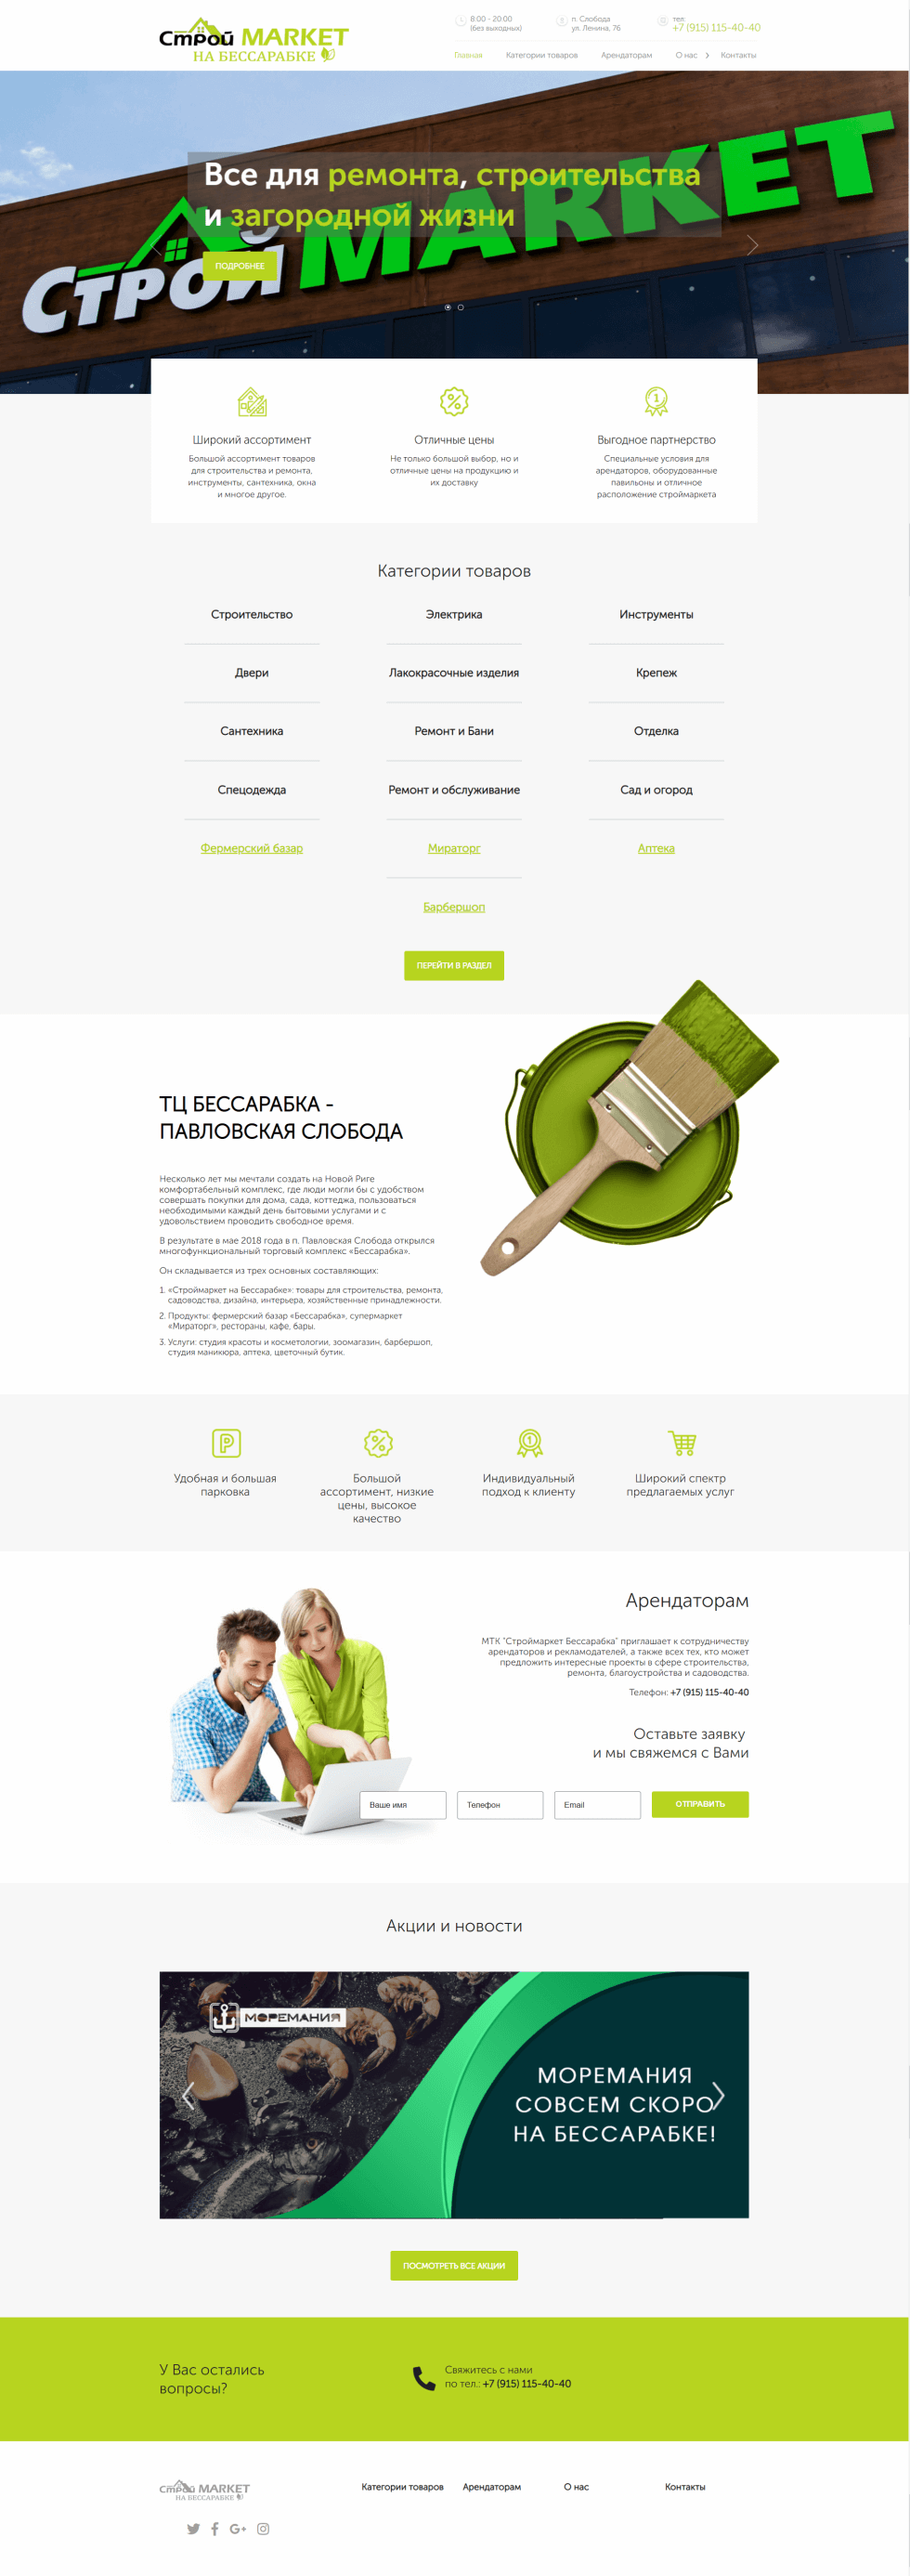 Строй MARKET
НА БЕССАРАБКЕ
8:00 - 20:00
(без выходных)
п. Слобода
ул. Ленина, 76
тел:
+7 (915) 115-40-40
Главная
Категории товаров
Арендаторам
О нас
Контакты
СТРОЙ MARKET
Все для ремонта, строительства
и загородной жизни
ПОДРОБНЕЕ
Широкий ассортимент
Большой ассортимент товаров
для строительства и ремонта,
инструменты, сантехника, окна
и многое другое.
Отличные цены
Не только большой выбор, но и
отличные цены на продукцию и
их доставку
1
Выгодное партнерство
Специальные условия для
арендаторов, оборудованные
павильоны и отличное
расположение строймаркета
Категории товаров
Строительство
Электрика
Инструменты
Двери
Лакокрасочные изделия
Крепеж
Сантехника
Ремонт и Бани
Отделка
Спецодежда
Ремонт и обслуживание
Сад и огород
Фермерский базар
Мираторг
Аптека
Барбершоп
ПЕРЕЙТИ В РАЗДЕЛ
ТЦ БЕССАРАБКА -
ПАВЛОВСКАЯ СЛОБОДА
Несколько лет мы мечтали создать на Новой Риге
комфортабельный комплекс, где люди могли бы с удобством
совершать покупки для дома, сада, коттеджа, пользоваться
необходимыми каждый день бытовыми услугами и с
удовольствием проводить свободное время.
В результате в мае 2018 года в п. Павловская Слобода открылся
многофункциональный торговый комплекс «Бессарабка».
Он складывается из трех основных составляющих:
1. «Строймаркет на Бессарабке»: товары для строительства, ремонта,
садоводства, дизайна, интерьера, хозяйственные принадлежности.
2. Продукты: фермерский базар «Бессарабка», супермаркет
«Мираторг», рестораны, кафе, бары.
3. Услуги: студия красоты и косметологии, зоомагазин, барбершоп,
студия маникюра, аптека, цветочный бутик.
P
Удобная и большая
парковка
Большой
ассортимент, низкие
цены, высокое
качество
1
Индивидуальный
подход к клиенту
Широкий спектр
предлагаемых услуг
Арендаторам
МТК "Строймаркет Бессарабка" приглашает к сотрудничеству
арендаторов и рекламодателей, а также всех тех, кто может
предложить интересные проекты в сфере строительства,
ремонта, благоустройства и садоводства.
Телефон: +7 (915) 115-40-40
Оставьте заявку
и мы свяжемся с Вами
Ваше имя
Телефон
Email
ОТПРАВИТЬ
Акции и новости
МОРЕМАНИЯ
МОРЕМАНИЯ
СОВСЕМ СКОРО
НА БЕССАРАБКЕ!
ПОСМОТРЕТЬ ВСЕ АКЦИИ
У Вас остались
вопросы?
Свяжитесь с нами
по тел.: +7 (915) 115-40-40
Строй MARKET
НА БЕССАРАБКЕ
Категории товаров
Арендаторам
О нас
Контакты